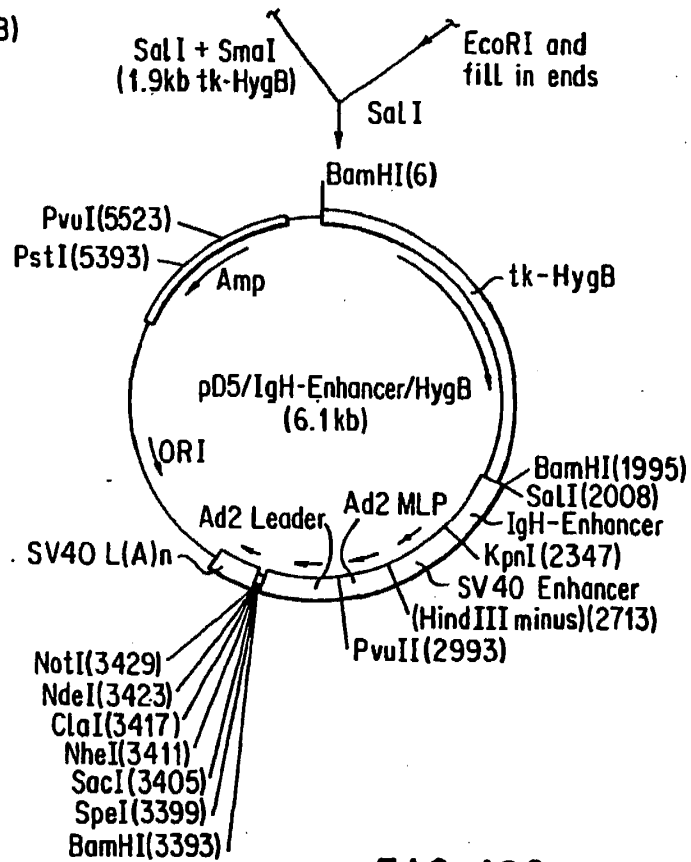 B)
SalI + SmaI
(1.9kb tk-HygB)
EcoRI and
fill in ends
SalI
BamHI(6)
PvuI(5523)
PstI(5393)
Amp
tk-HygB
pD5/IgH-Enhancer/HygB
(6.1kb)
ORI
BamHI(1995)
SalI(2008)
IgH-Enhancer
Ad2 MLP
Ad2 Leader
KpnI(2347)
SV40 L(A)n
SV40 Enhancer
(HindIII minus)(2713)
PvuII(2993)
NotI(3429)
NdeI(3423)
ClaI(3417)
NheI(3411)
SacI(3405)
SpeI(3399)
BamHI(3393)